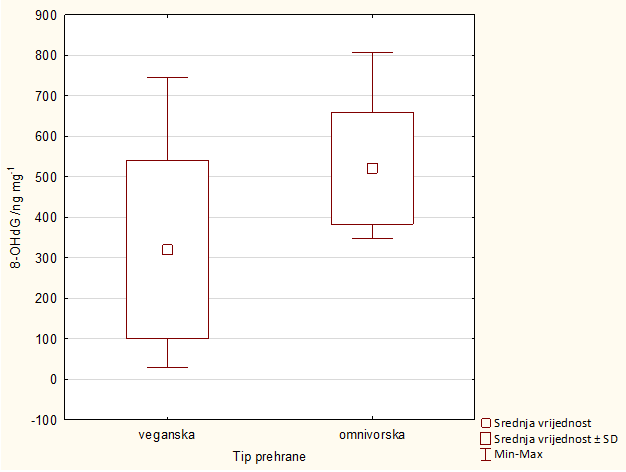 900
800
700
600
500
400
300
200
100
0
-100
8-OHdG /ng mg⁻¹
veganska
omnivorska
Tip prehrane
Srednja vrijednost
Srednja vrijednost ± SD
Min-Max